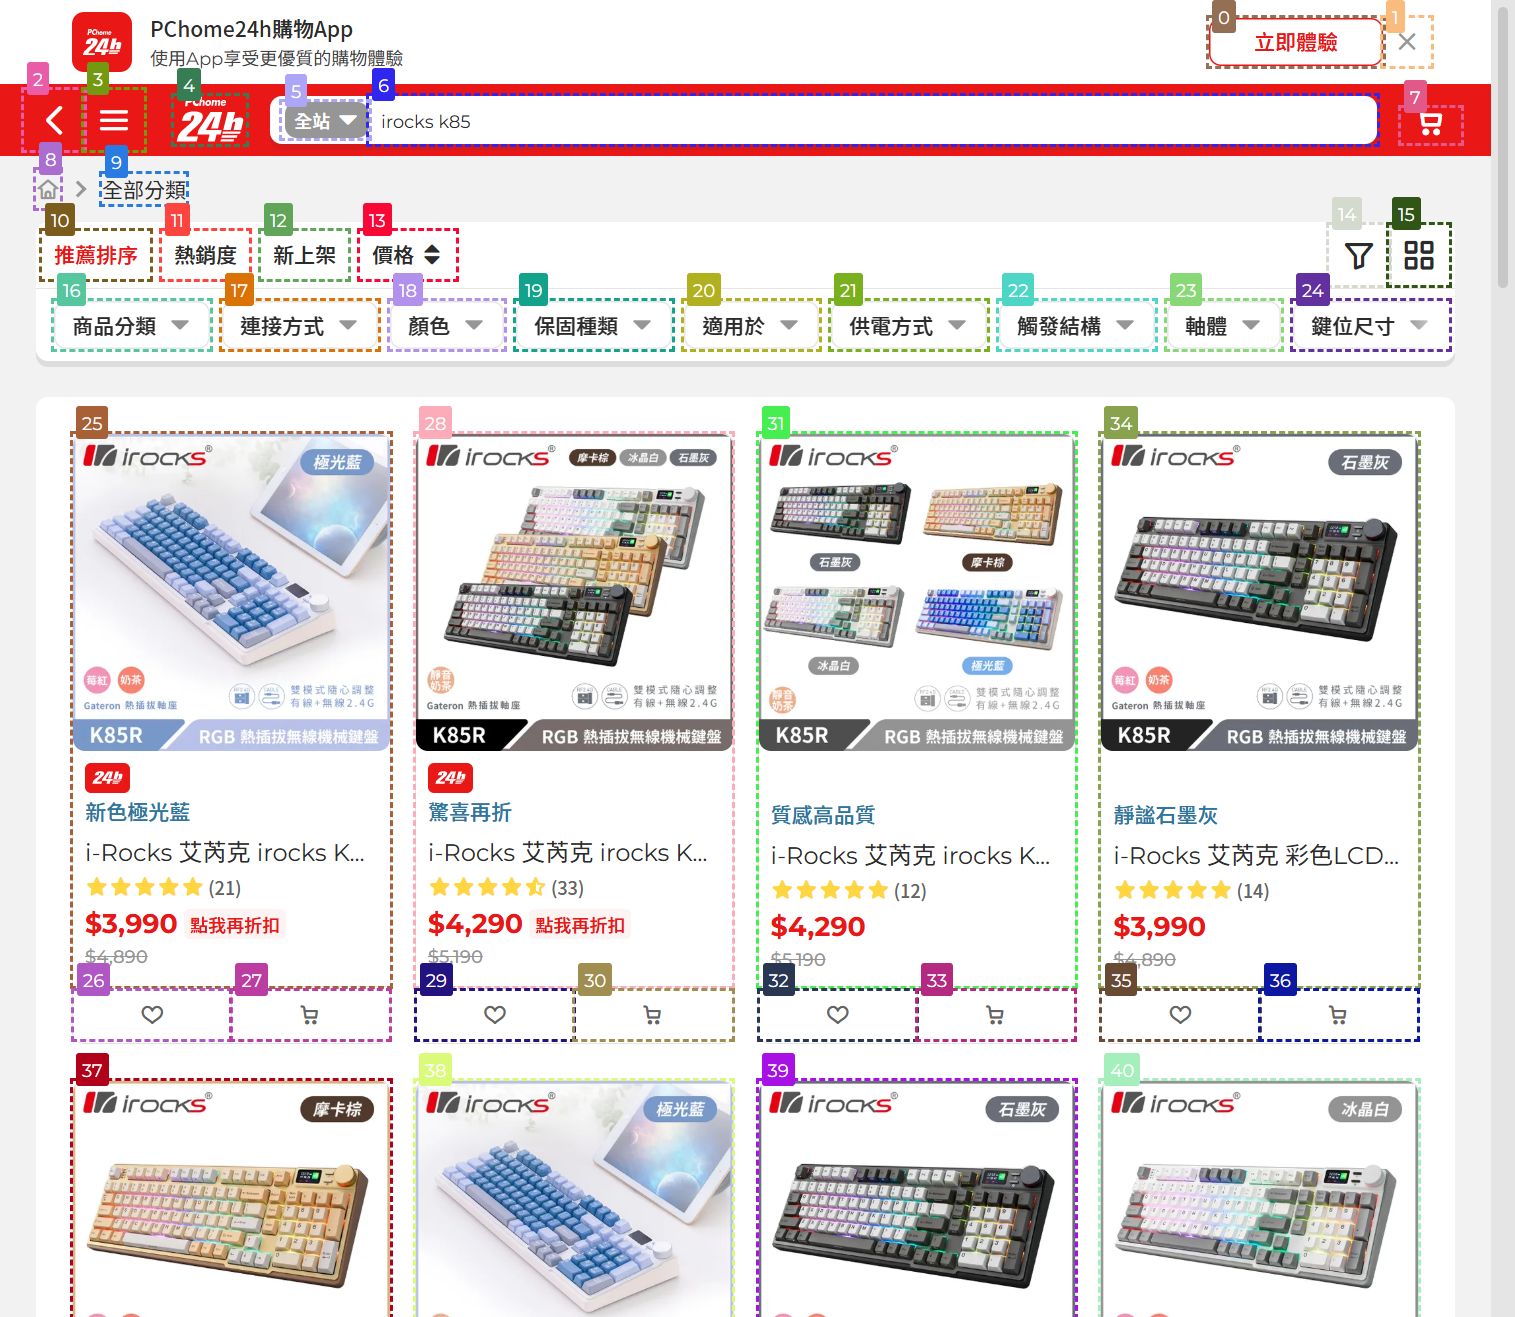 PChome24h購物App
使用App享受更優質的購物體驗
立即體驗
PChome
24h
全站
irocks k85
全部分類
推薦排序
熱銷度
新上架
價格
商品分類
連接方式
顏色
保固種類
適用於
供電方式
觸發結構
軸體
鍵位尺寸
0
1
2
3
4
5
6
7
8
9
10
11
12
13
14
15
16
17
18
19
20
21
22
23
24
25
irocks®
極光藍
莓紅 奶茶
Gateron 熱插拔軸座
雙模式隨心調整
有線+無線2.4G
K85R
RGB 熱插拔無線機械鍵盤
24h
新色極光藍
i-Rocks 艾芮克 irocks K...
(21)
$3,990
點我再折扣
$4,890
26
27
28
irocks®
摩卡棕 冰晶白 石墨灰
靜音奶茶
雙模式隨心調整
有線+無線2.4G
K85R
RGB 熱插拔無線機械鍵盤
24h
驚喜再折
i-Rocks 艾芮克 irocks K...
(33)
$4,290
點我再折扣
$5,190
29
30
31
irocks®
石墨灰
摩卡棕
冰晶白
極光藍
靜音奶茶
雙模式隨心調整
有線+無線2.4G
K85R
RGB 熱插拔無線機械鍵盤
質感高品質
i-Rocks 艾芮克 irocks K...
(12)
$4,290
$5,190
32
33
34
irocks®
石墨灰
莓紅 奶茶
Gateron 熱插拔軸座
雙模式隨心調整
有線+無線2.4G
K85R
RGB 熱插拔無線機械鍵盤
靜謐石墨灰
i-Rocks 艾芮克 彩色LCD...
(14)
$3,990
$4,890
35
36
37
irocks®
摩卡棕
38
irocks®
極光藍
39
irocks®
石墨灰
40
irocks®
冰晶白